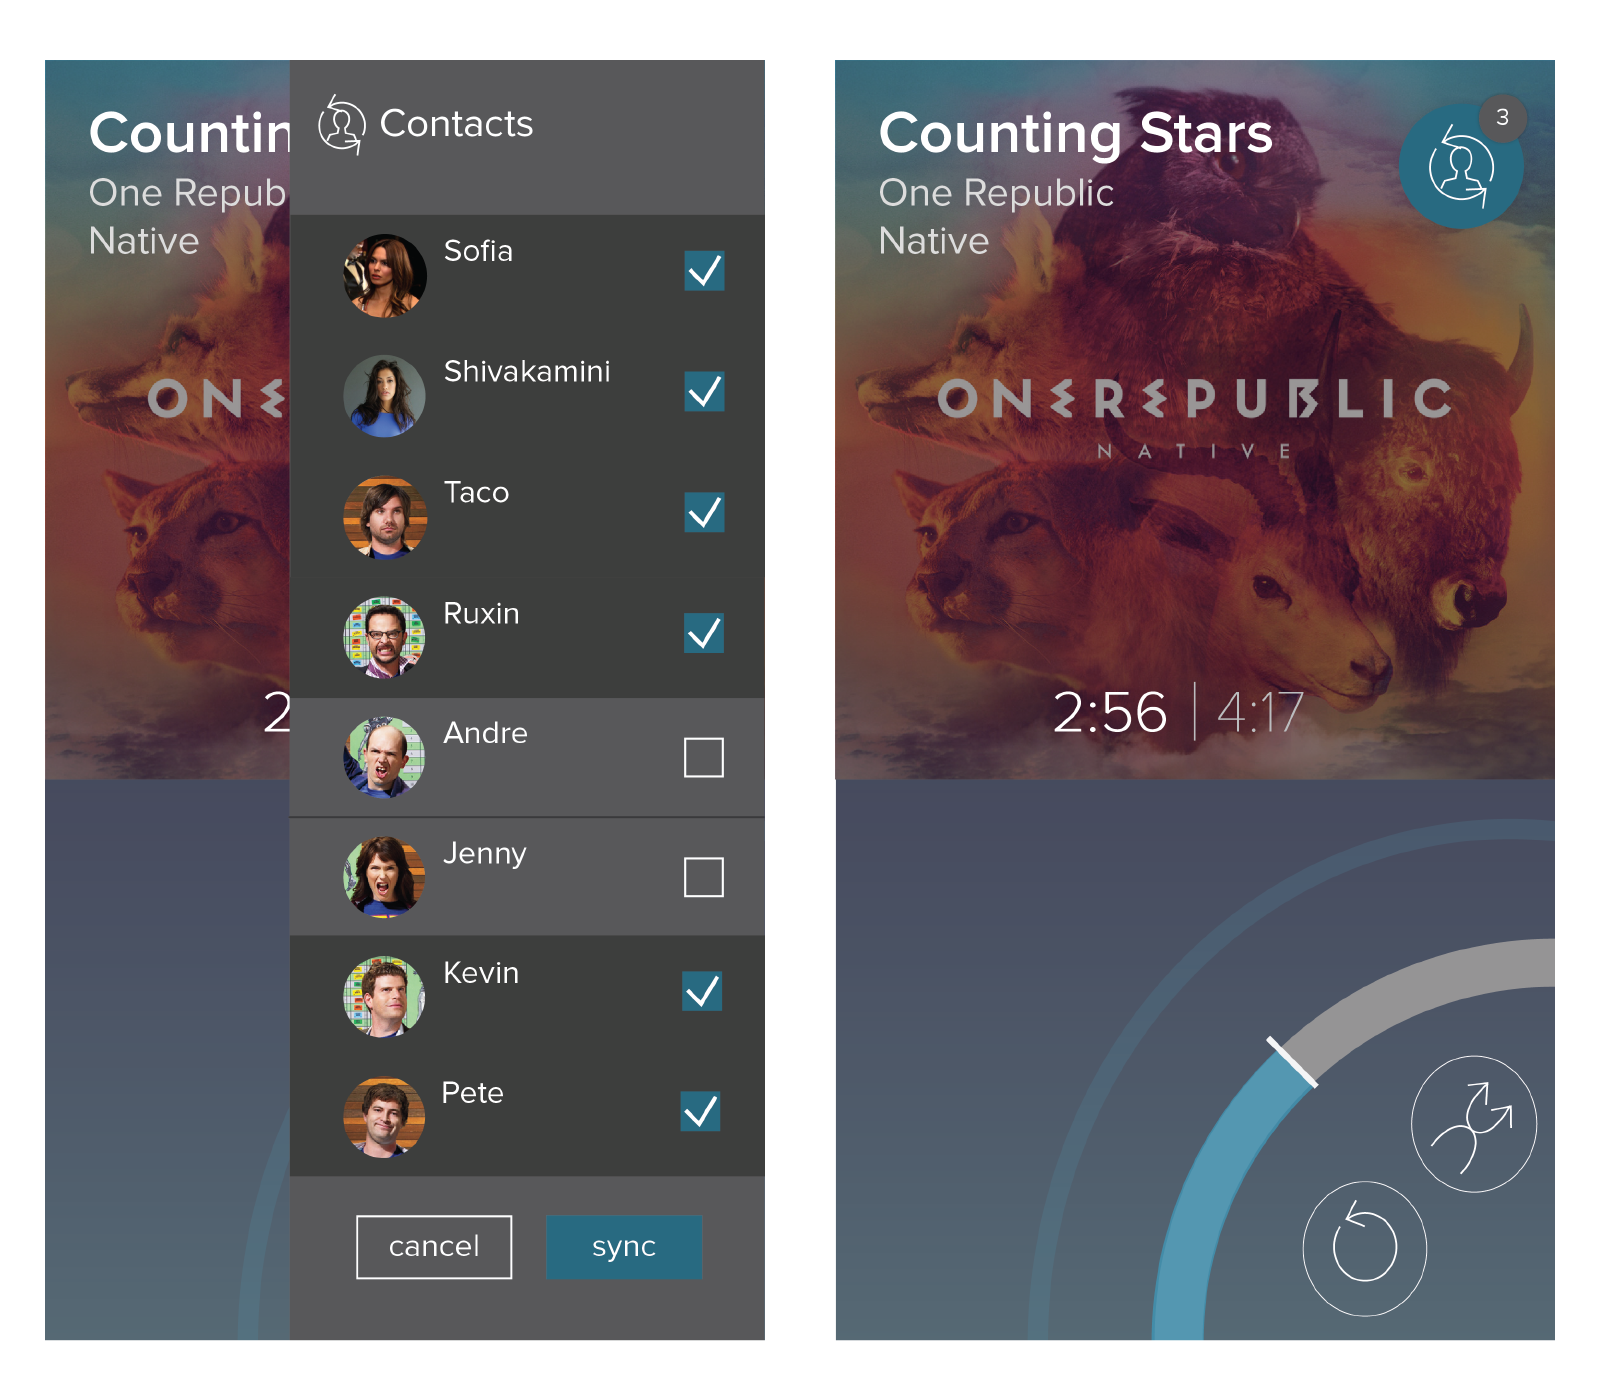 Countin
One Repub
Native
ONE
2
Contacts
Sofia
Shivakamini
Taco
Ruxin
Andre
Jenny
Kevin
Pete
cancel
sync
Counting Stars
3
One Republic
Native
ONEREPUBLIC
NATIVE
2:56 | 4:17